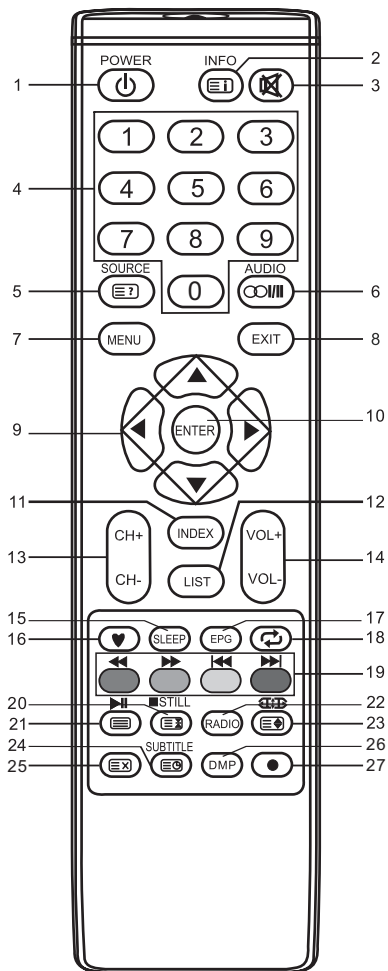 POWER INFO
2
1
3
1 2 3
4
4 5 6
7 8 9
SOURCE AUDIO
5 ? 0 I/II 6
7 MENU EXIT 8
9 ENTER 10
11 12
CH+ INDEX VOL+
13 14
CH- LIST VOL-
15 17
16 SLEEP EPG 18
19
20 STILL 22
21 RADIO 23
24 SUBTITLE 26
25 DMP 27